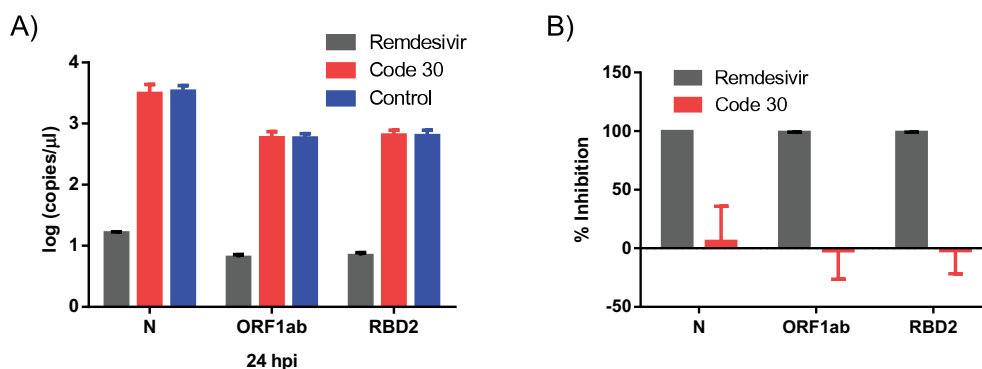 A)
Remdesivir
Code 30
Control
log (copies/µl)
4
3
2
1
0
N ORF1ab RBD2
24 hpi
B)
Remdesivir
Code 30
% Inhibition
150
100
50
0
-50
N ORF1ab RBD2